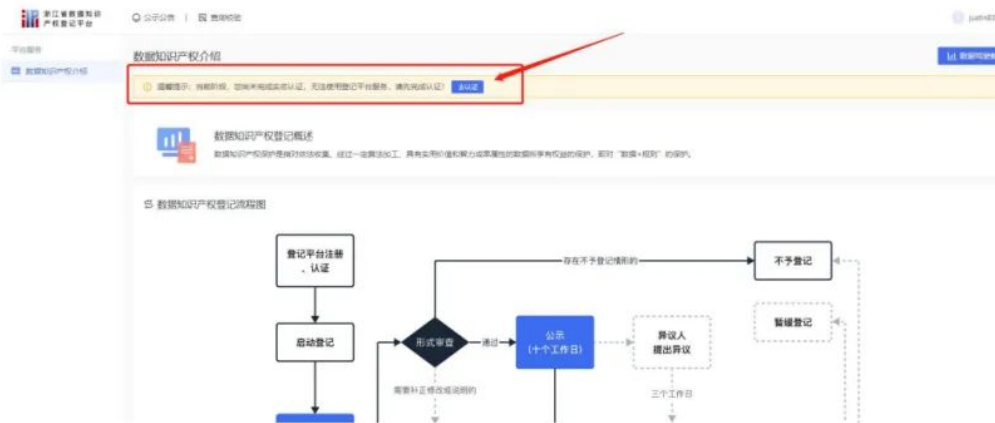 浙江省数据知识
产权登记平台
公示公告
查询校验
平台服务
数据知识产权介绍
数据知识产权介绍
温馨提示：当前阶段，您尚未完成实名认证，无法使用登记平台服务，请先完成认证！
去认证
数据知识产权登记概述
数据知识产权保护是指对依法收集、经过一定算法加工、具有实用价值和智力成果属性的数据所享有权益的保护，即对“数据+规则”的保护。
数据知识产权登记流程图
登记平台注册
、认证
存在不予登记情形的
不予登记
启动登记
形式审查
通过
公示
(十个工作日)
异议人
提出异议
暂缓登记
需要补正修改或说明的
三个工作日